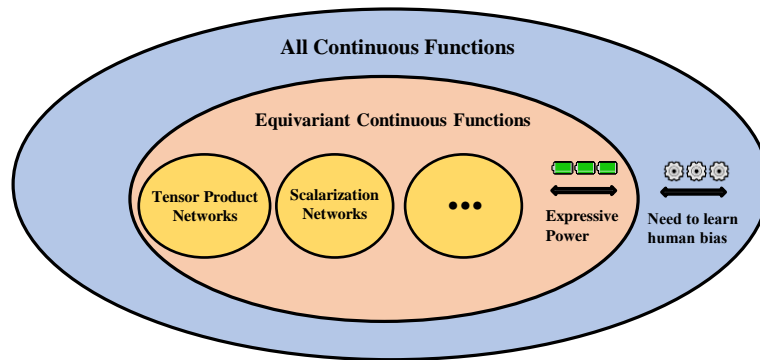 All Continuous Functions
Equivariant Continuous Functions
Tensor Product
Networks
Scalarization
Networks
•••
Expressive
Power
Need to learn
human bias